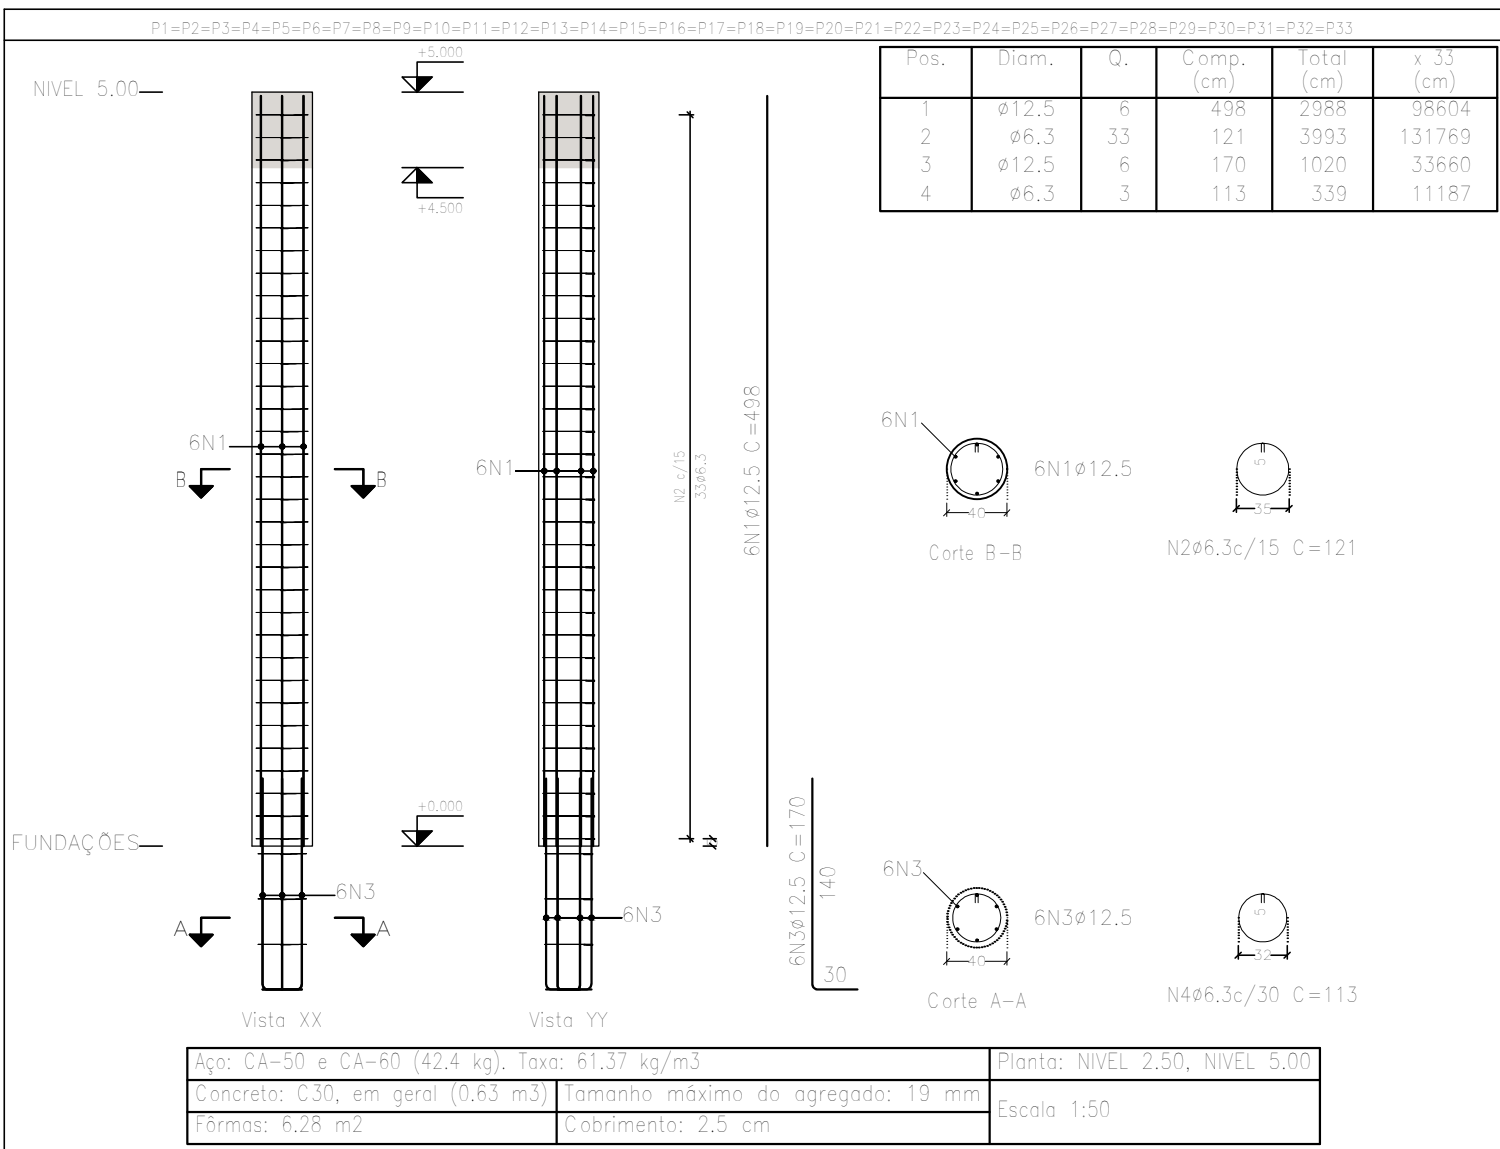 P1=P2=P3=P4=P5=P6=P7=P8=P9=P10=P11=P12=P13=P14=P15=P16=P17=P18=P19=P20=P21=P22=P23=P24=P25=P26=P27=P28=P29=P30=P31=P32=P33
Pos. Diam. Q. Comp. (cm) Total (cm) x 33 (cm)
1 ø12.5 6 498 2988 98604
2 ø6.3 33 121 3993 131769
3 ø12.5 6 170 1020 33660
4 ø6.3 3 113 339 11187
NIVEL 5.00
+5.000
+4.500
6N1
B B
6N1
N2 c/15
33ø6.3
6N1ø12.5 C=498
6N1
6N1ø12.5
40
Corte B-B
5
35
N2ø6.3c/15 C=121
FUNDAÇÕES
+0.000
6N3
A A
6N3
6N3ø12.5 C=170
140
30
6N3
6N3ø12.5
40
Corte A-A
5
32
N4ø6.3c/30 C=113
Vista XX
Vista YY
Aço: CA-50 e CA-60 (42.4 kg). Taxa: 61.37 kg/m3
Planta: NIVEL 2.50, NIVEL 5.00
Concreto: C30, em geral (0.63 m3)
Tamanho máximo do agregado: 19 mm
Escala 1:50
Fôrmas: 6.28 m2
Cobrimento: 2.5 cm